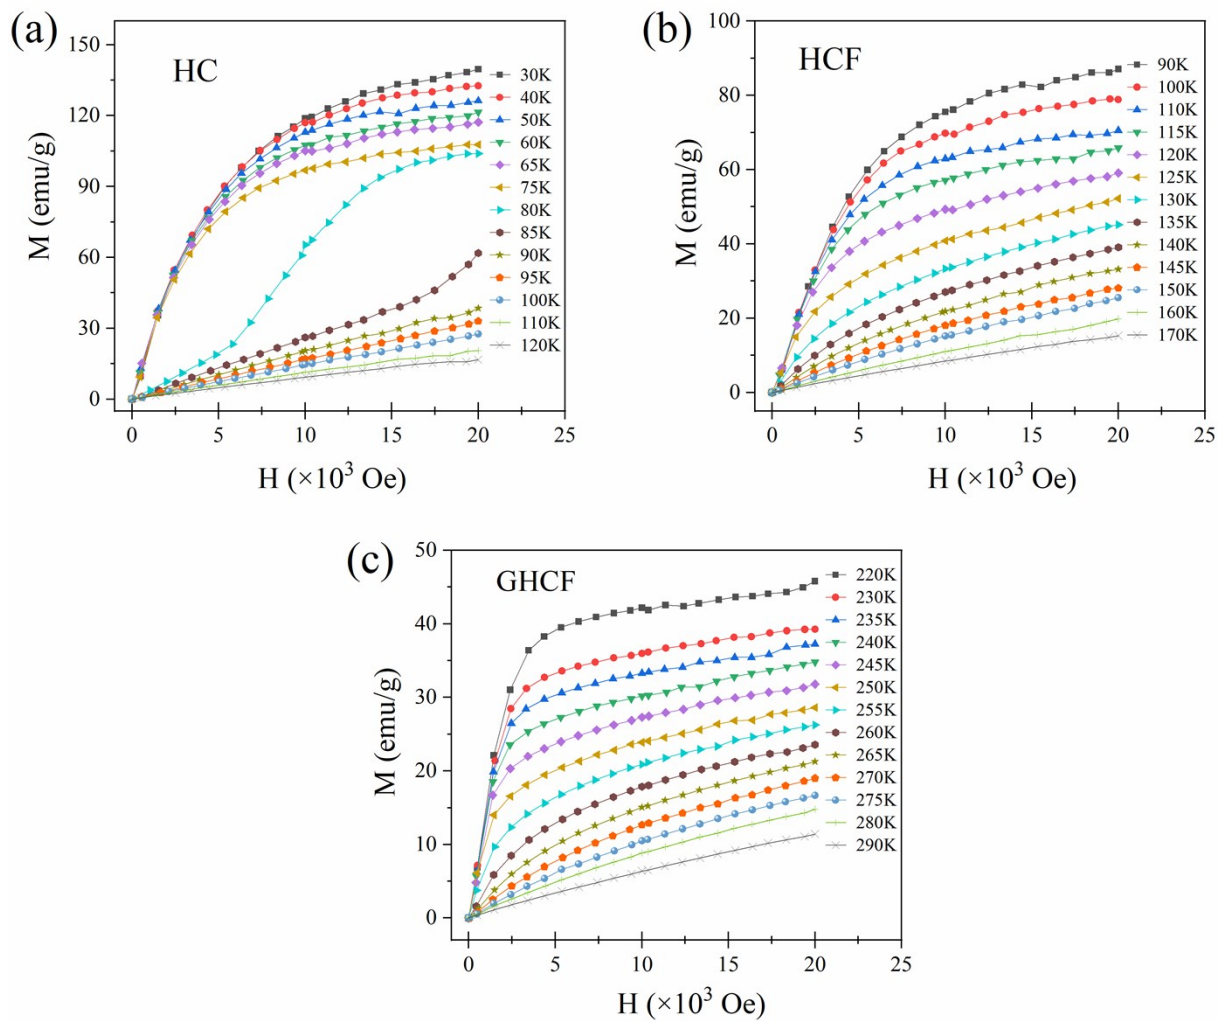 (a)
HC
M (emu/g)
150
120
90
60
30
0
30K
40K
50K
60K
65K
75K
80K
85K
90K
95K
100K
110K
120K
0 5 10 15 20 25
H (×10³ Oe)
(b)
HCF
M (emu/g)
100
80
60
40
20
0
90K
100K
110K
115K
120K
125K
130K
135K
140K
145K
150K
160K
170K
0 5 10 15 20 25
H (×10³ Oe)
(c)
GHCF
M (emu/g)
50
40
30
20
10
0
220K
230K
235K
240K
245K
250K
255K
260K
265K
270K
275K
280K
290K
0 5 10 15 20 25
H (×10³ Oe)